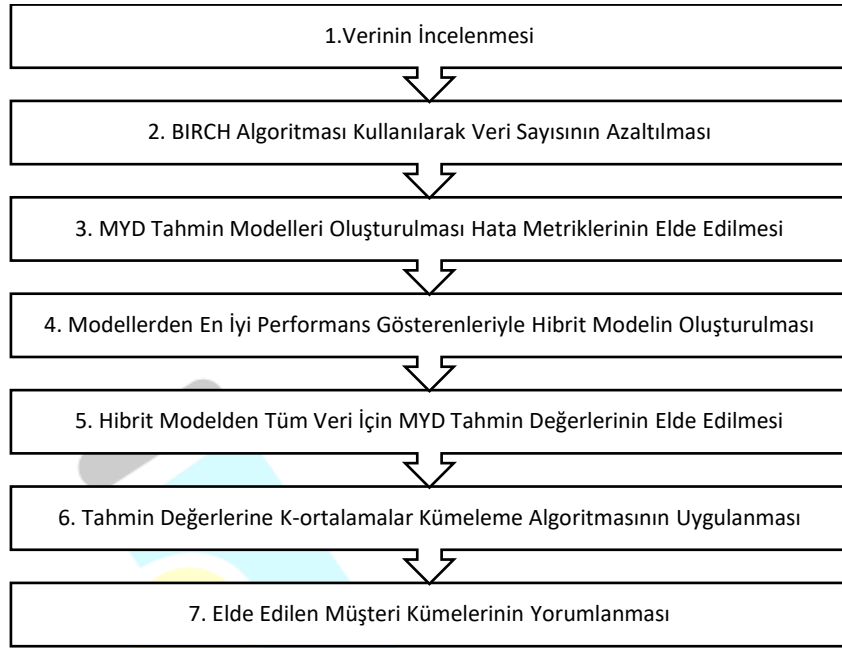 1.Verinin İncelenmesi
2. BIRCH Algoritması Kullanılarak Veri Sayısının Azaltılması
3. MYD Tahmin Modelleri Oluşturulması Hata Metriklerinin Elde Edilmesi
4. Modellerden En İyi Performans Gösterenleriyle Hibrit Modelin Oluşturulması
5. Hibrit Modelden Tüm Veri İçin MYD Tahmin Değerlerinin Elde Edilmesi
6. Tahmin Değerlerine K-ortalamalar Kümeleme Algoritmasının Uygulanması
7. Elde Edilen Müşteri Kümelerinin Yorumlanması